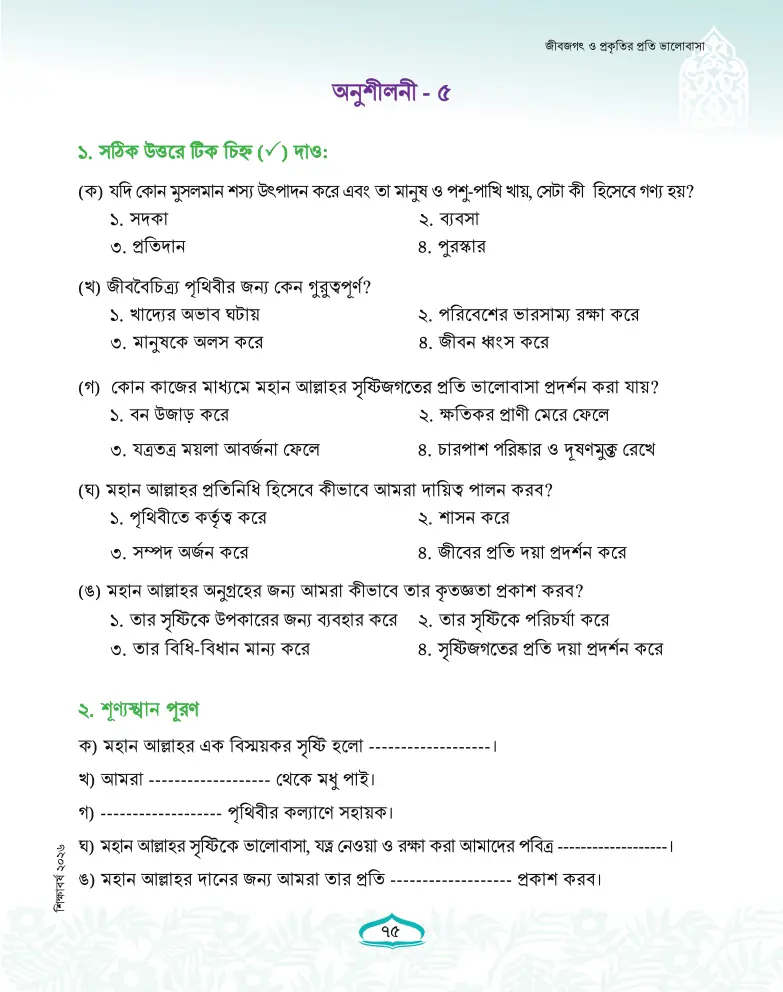 জীবজগৎ ও প্রকৃতির প্রতি ভালোবাসা
অনুশীলনী - ৫
১. সঠিক উত্তরে টিক চিহ্ন (✓) দাও:
(ক) যদি কোন মুসলমান শস্য উৎপাদন করে এবং তা মানুষ ও পশু-পাখি খায়, সেটা কী হিসেবে গণ্য হয়?
১. সদকা ২. ব্যবসা
৩. প্রতিদান ৪. পুরস্কার
(খ) জীববৈচিত্র্য পৃথিবীর জন্য কেন গুরুত্বপূর্ণ?
১. খাদ্যের অভাব ঘটায় ২. পরিবেশের ভারসাম্য রক্ষা করে
৩. মানুষকে অলস করে ৪. জীবন ধ্বংস করে
(গ) কোন কাজের মাধ্যমে মহান আল্লাহর সৃষ্টিজগতের প্রতি ভালোবাসা প্রদর্শন করা যায়?
১. বন উজাড় করে ২. ক্ষতিকর প্রাণী মেরে ফেলে
৩. যত্রতত্র ময়লা আবর্জনা ফেলে ৪. চারপাশ পরিষ্কার ও দূষণমুক্ত রেখে
(ঘ) মহান আল্লাহর প্রতিনিধি হিসেবে কীভাবে আমরা দায়িত্ব পালন করব?
১. পৃথিবীতে কর্তৃত্ব করে ২. শাসন করে
৩. সম্পদ অর্জন করে ৪. জীবের প্রতি দয়া প্রদর্শন করে
(ঙ) মহান আল্লাহর অনুগ্রহের জন্য আমরা কীভাবে তার কৃতজ্ঞতা প্রকাশ করব?
১. তার সৃষ্টিকে উপকারের জন্য ব্যবহার করে ২. তার সৃষ্টিকে পরিচর্যা করে
৩. তার বিধি-বিধান মান্য করে ৪. সৃষ্টিজগতের প্রতি দয়া প্রদর্শন করে
২. শূণ্যস্থান পূরণ
ক) মহান আল্লাহর এক বিস্ময়কর সৃষ্টি হলো -------------------।
খ) আমরা ------------------- থেকে মধু পাই।
গ) ------------------- পৃথিবীর কল্যাণে সহায়ক।
ঘ) মহান আল্লাহর সৃষ্টিকে ভালোবাসা, যত্ন নেওয়া ও রক্ষা করা আমাদের পবিত্র -------------------।
ঙ) মহান আল্লাহর দানের জন্য আমরা তার প্রতি ------------------- প্রকাশ করব।
শিক্ষাবর্ষ ২০২৬
৭৫